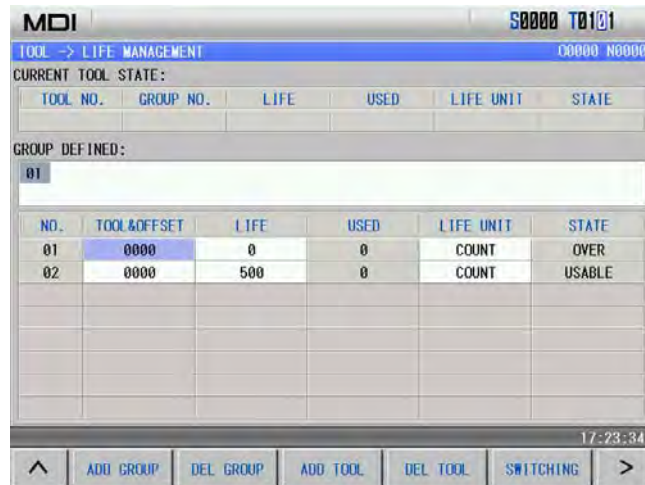 MDI S0000 T0101
TOOL -> LIFE MANAGEMENT O0000 N0000
CURRENT TOOL STATE:
TOOL NO. GROUP NO. LIFE USED LIFE UNIT STATE
GROUP DEFINED:
01
NO. TOOL&OFFSET LIFE USED LIFE UNIT STATE
01 0000 0 0 COUNT OVER
02 0000 500 0 COUNT USABLE
17:23:34
^ ADD GROUP DEL GROUP ADD TOOL DEL TOOL SWITCHING >